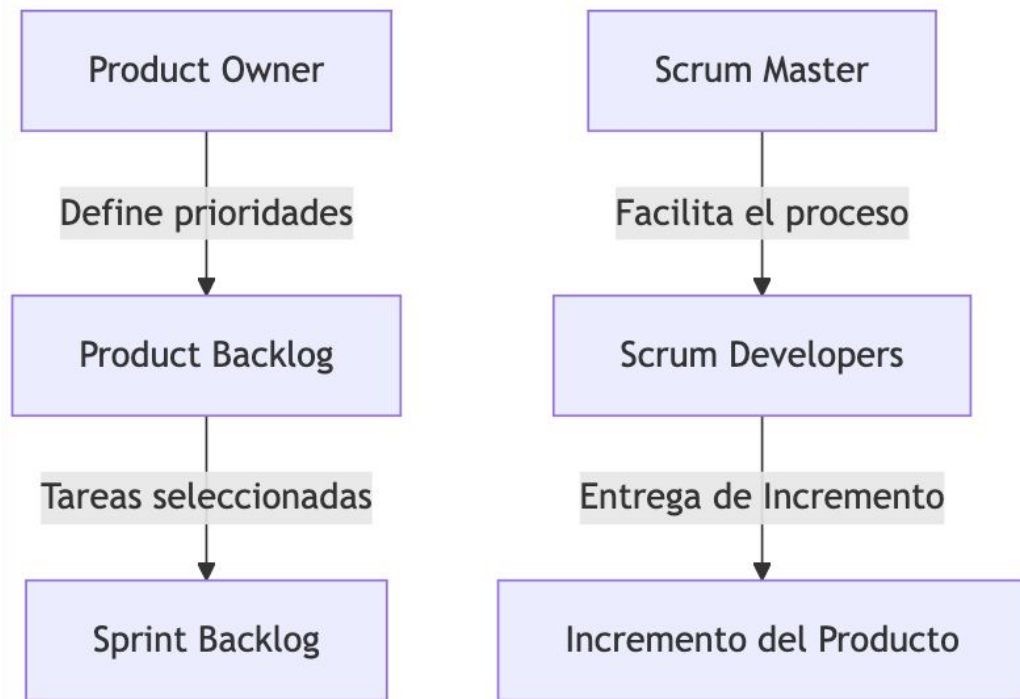 Product Owner
Scrum Master
Define prioridades
Facilita el proceso
Product Backlog
Scrum Developers
Tareas seleccionadas
Entrega de Incremento
Sprint Backlog
Incremento del Producto